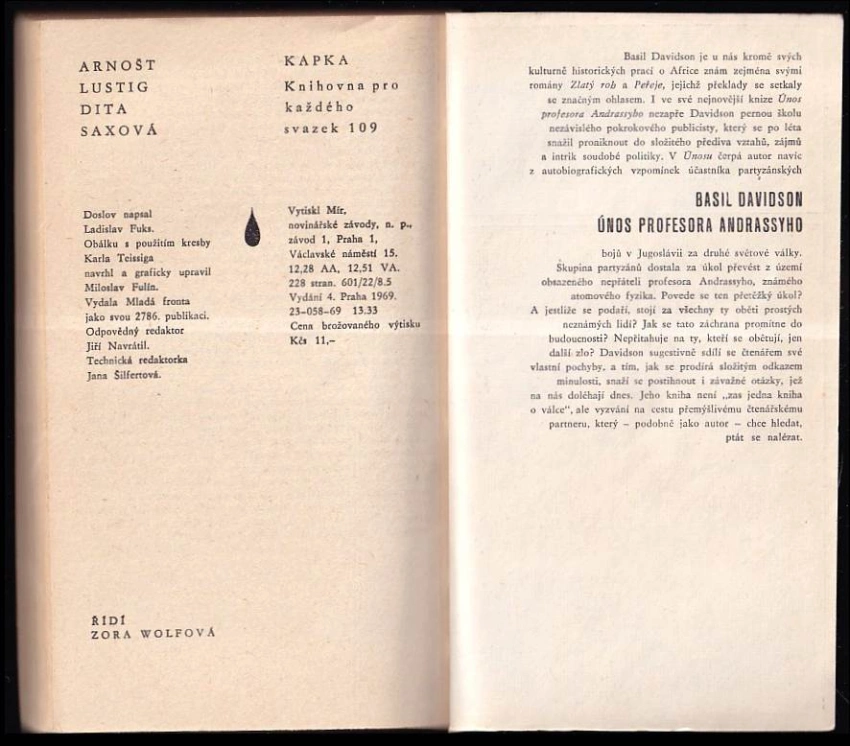 ARNOŠT
LUSTIG
DITA
SAXOVÁ
KAPKA
Knihovna pro
každého
svazek 109
Doslov napsal
Ladislav Fuks.
Obálku s použitím kresby
Karla Teissiga
navrhl a graficky upravil
Miloslav Fulín.
Vydala Mladá fronta
jako svou 2786. publikaci.
Odpovědný redaktor
Jiří Navrátil.
Technická redaktorka
Jana Šilfertová.
Vytiskl Mír,
novinářské závody, n. p.,
závod 1, Praha 1,
Václavské náměstí 15.
12,28 AA, 12,51 VA.
228 stran. 601/22/8.5
Vydání 4. Praha 1969.
23-058-69 13.33
Cena brožovaného výtisku
Kčs 11,–
ŘÍDÍ
ZORA WOLFOVÁ
Basil Davidson je u nás kromě svých
kulturně historických prací o Africe znám zejména svými
romány Zlatý roh a Peřeje, jejichž překlady se setkaly
se značným ohlasem. I ve své nejnovější knize Únos
profesora Andrassyho nezapře Davidson pernou školu
nezávislého pokrokového publicisty, který se po léta
snažil proniknout do složitého přediva vztahů, zájmů
a intrik soudobé politiky. V Únosu čerpá autor navíc
z autobiografických vzpomínek účastníka partyzánských
BASIL DAVIDSON
ÚNOS PROFESORA ANDRASSYHO
bojů v Jugoslávii za druhé světové války.
Skupina partyzánů dostala za úkol převést z území
obsazeného nepřáteli profesora Andrassyho, známého
atomového fyzika. Povede se ten přetěžký úkol?
A jestliže se podaří, stojí za všechny ty oběti prostých
neznámých lidí? Jak se tato záchrana promítne do
budoucnosti? Nepřitahuje na ty, kteří se obětují, jen
další zlo? Davidson sugestivně sdílí se čtenářem své
vlastní pochyby, a tím, jak se prodírá složitým odkazem
minulosti, snaží se postihnout i závažné otázky, jež
na nás doléhají dnes. Jeho kniha není „zas jedna kniha
o válce", ale vyzvání na cestu přemýšlivému čtenářskému
partneru, který – podobně jako autor – chce hledat,
ptát se nalézat.